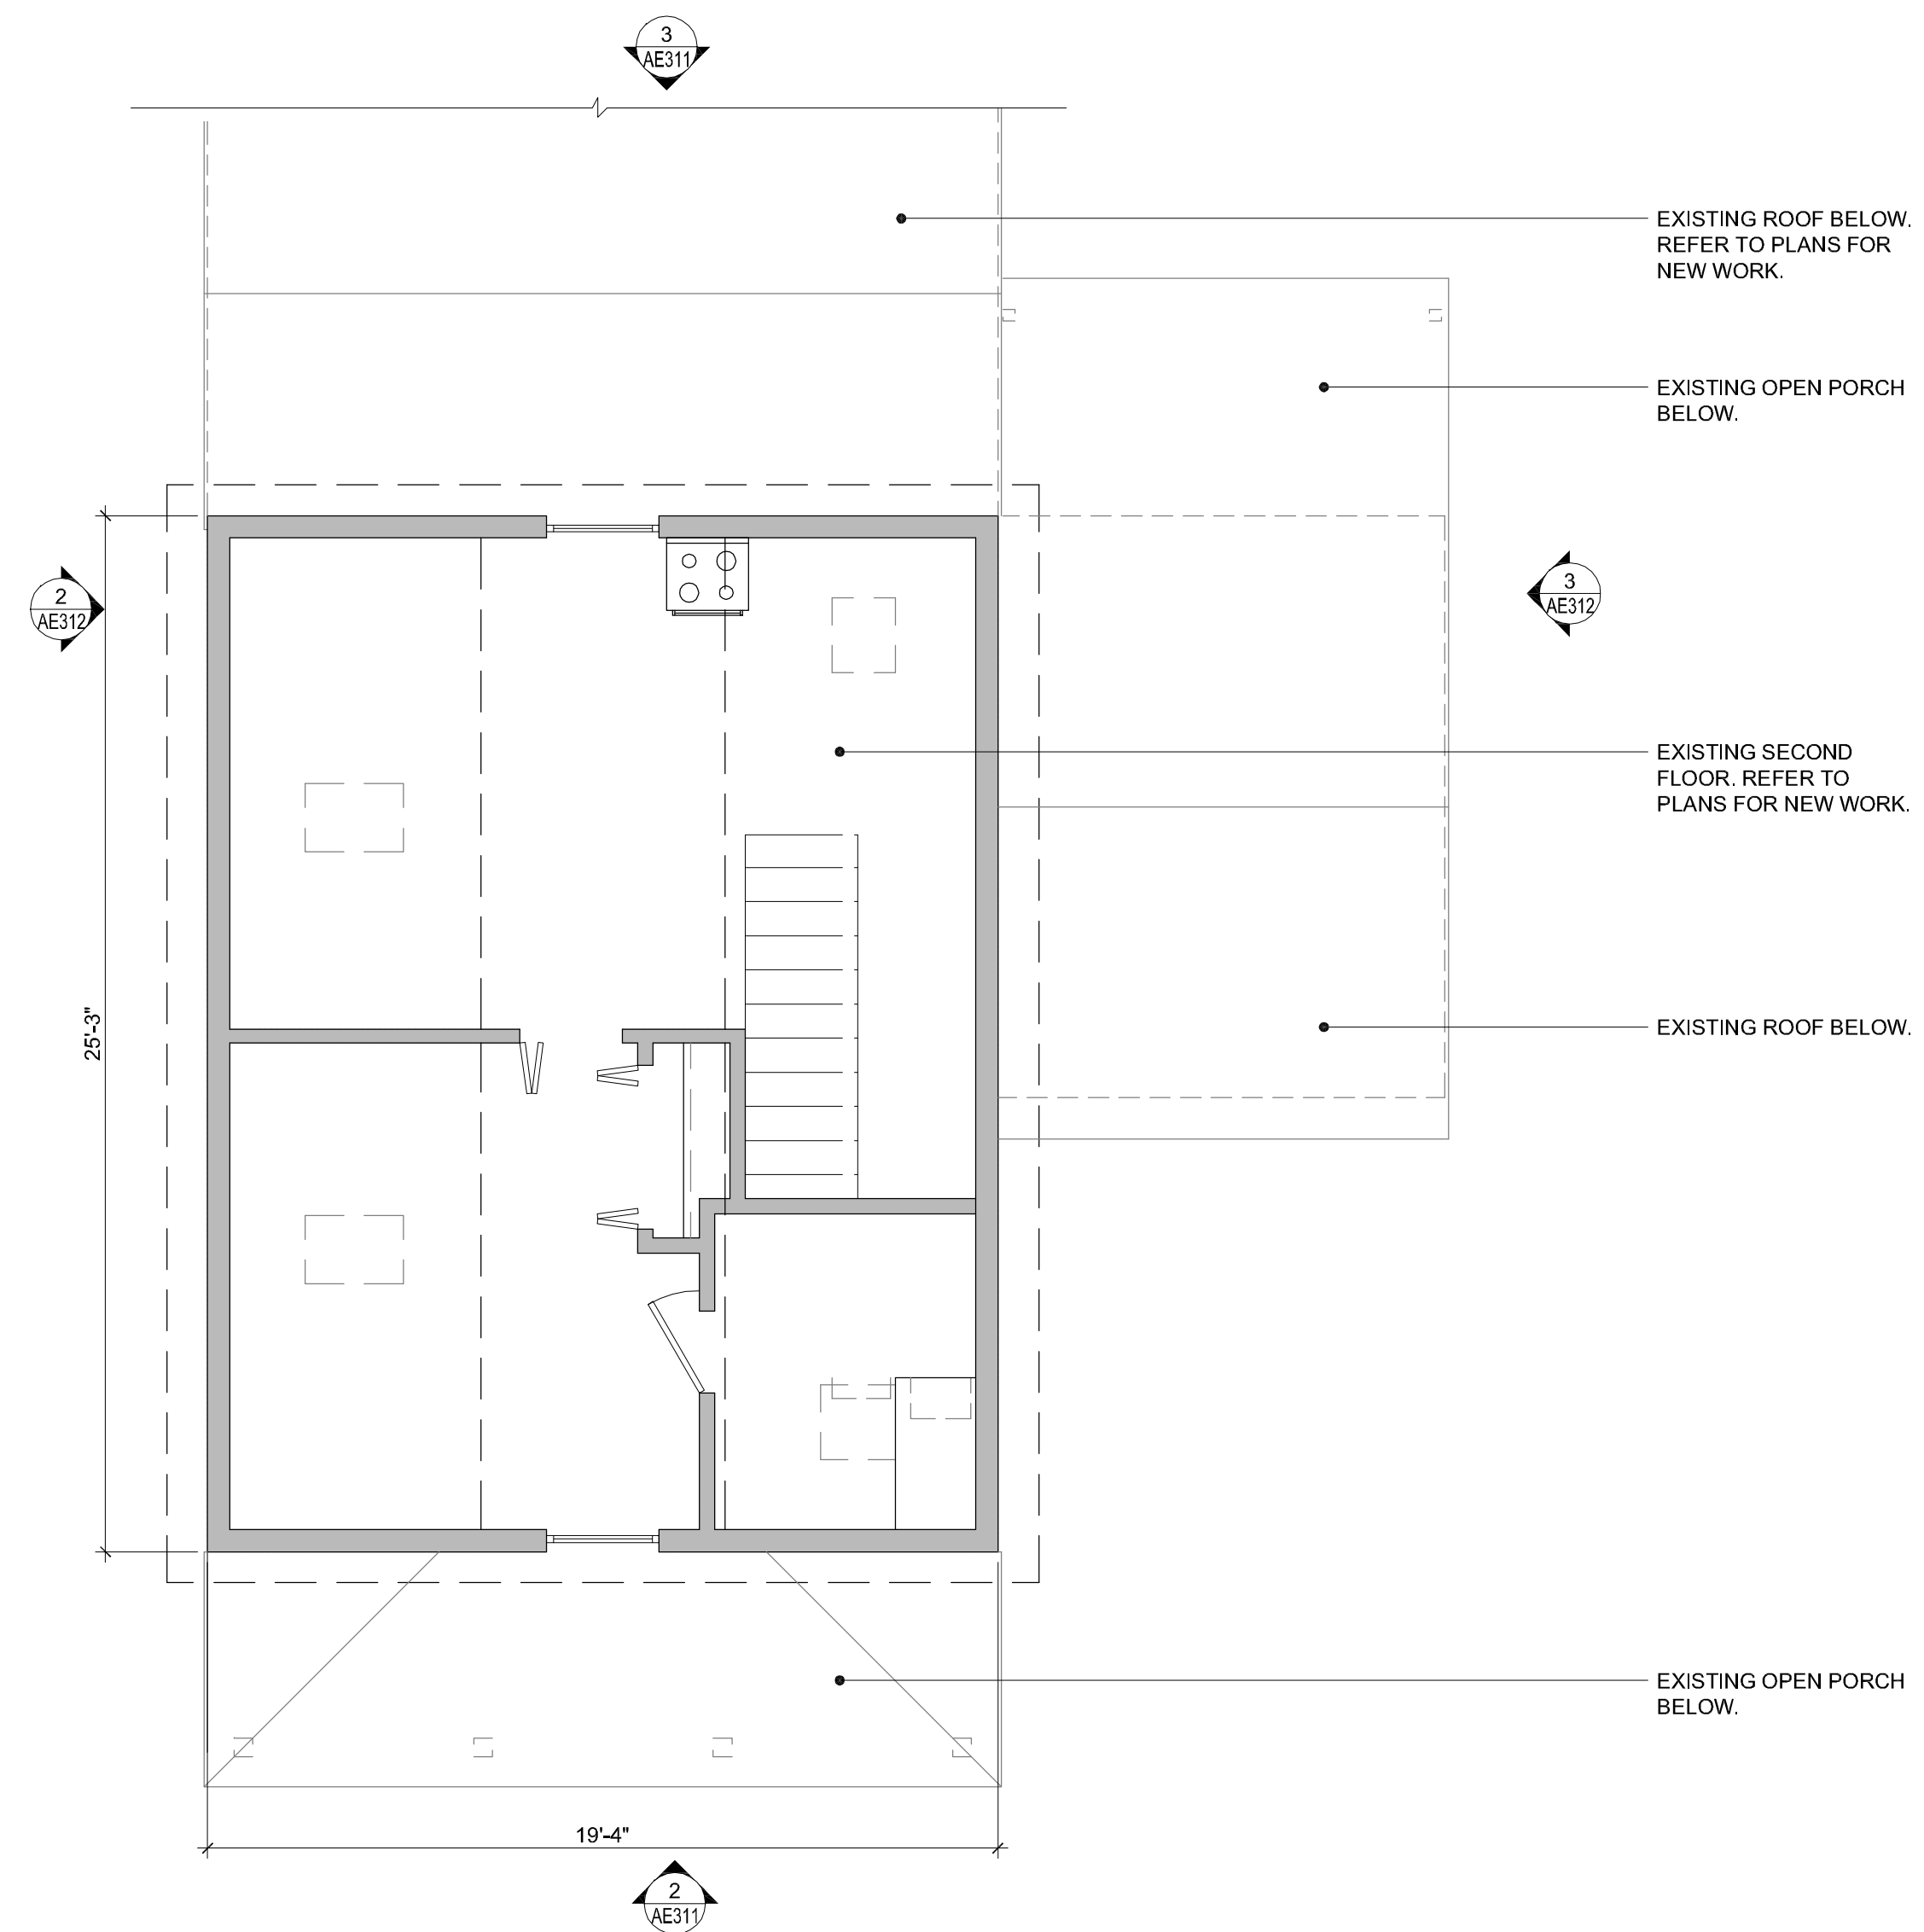 3
AE311
EXISTING ROOF BELOW.
REFER TO PLANS FOR
NEW WORK.
EXISTING OPEN PORCH
BELOW.
2
AE312
3
AE312
EXISTING SECOND
FLOOR. REFER TO
PLANS FOR NEW WORK.
25'-3"
EXISTING ROOF BELOW.
EXISTING OPEN PORCH
BELOW.
19'-4"
2
AE311